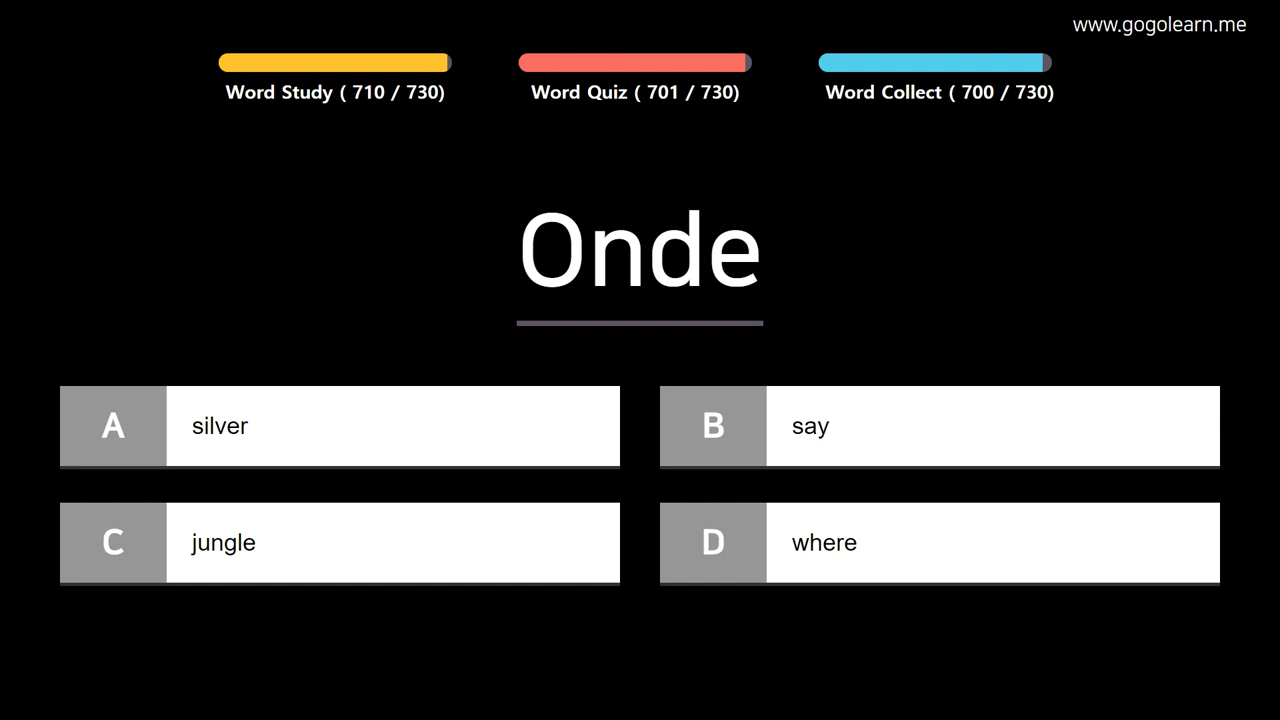 www.gogolearn.me
Word Study ( 710 / 730)
Word Quiz ( 701 / 730)
Word Collect ( 700 / 730)
Onde
A silver
B say
C jungle
D where